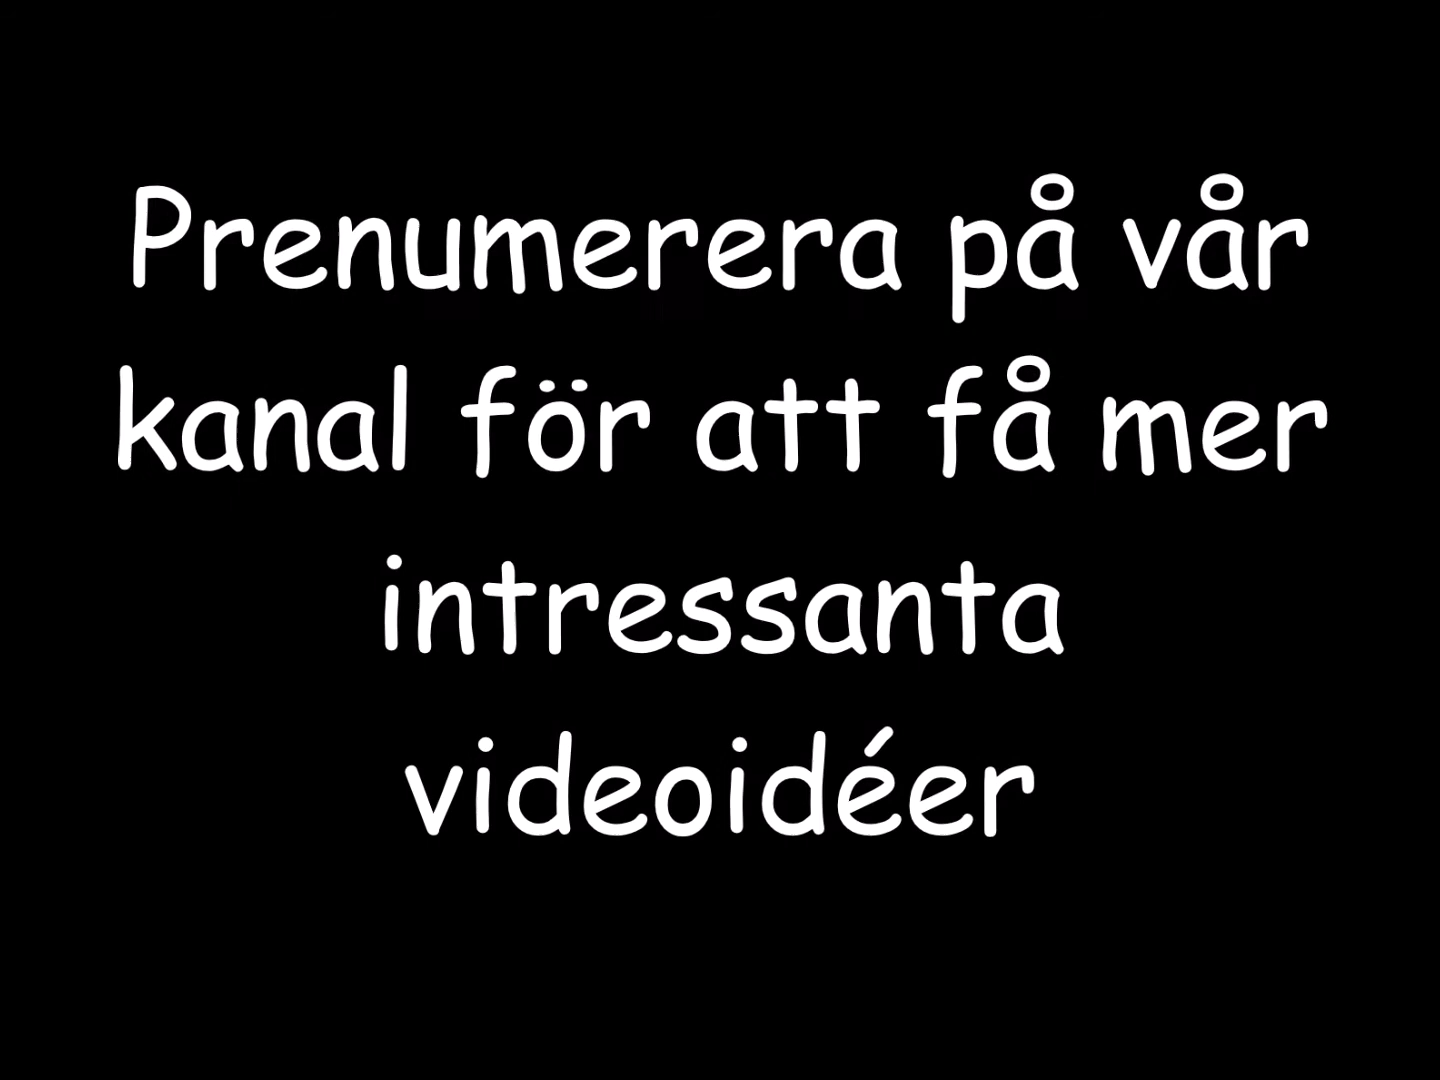 Prenumerera på vår
kanal för att få mer
intressanta
videoidéer